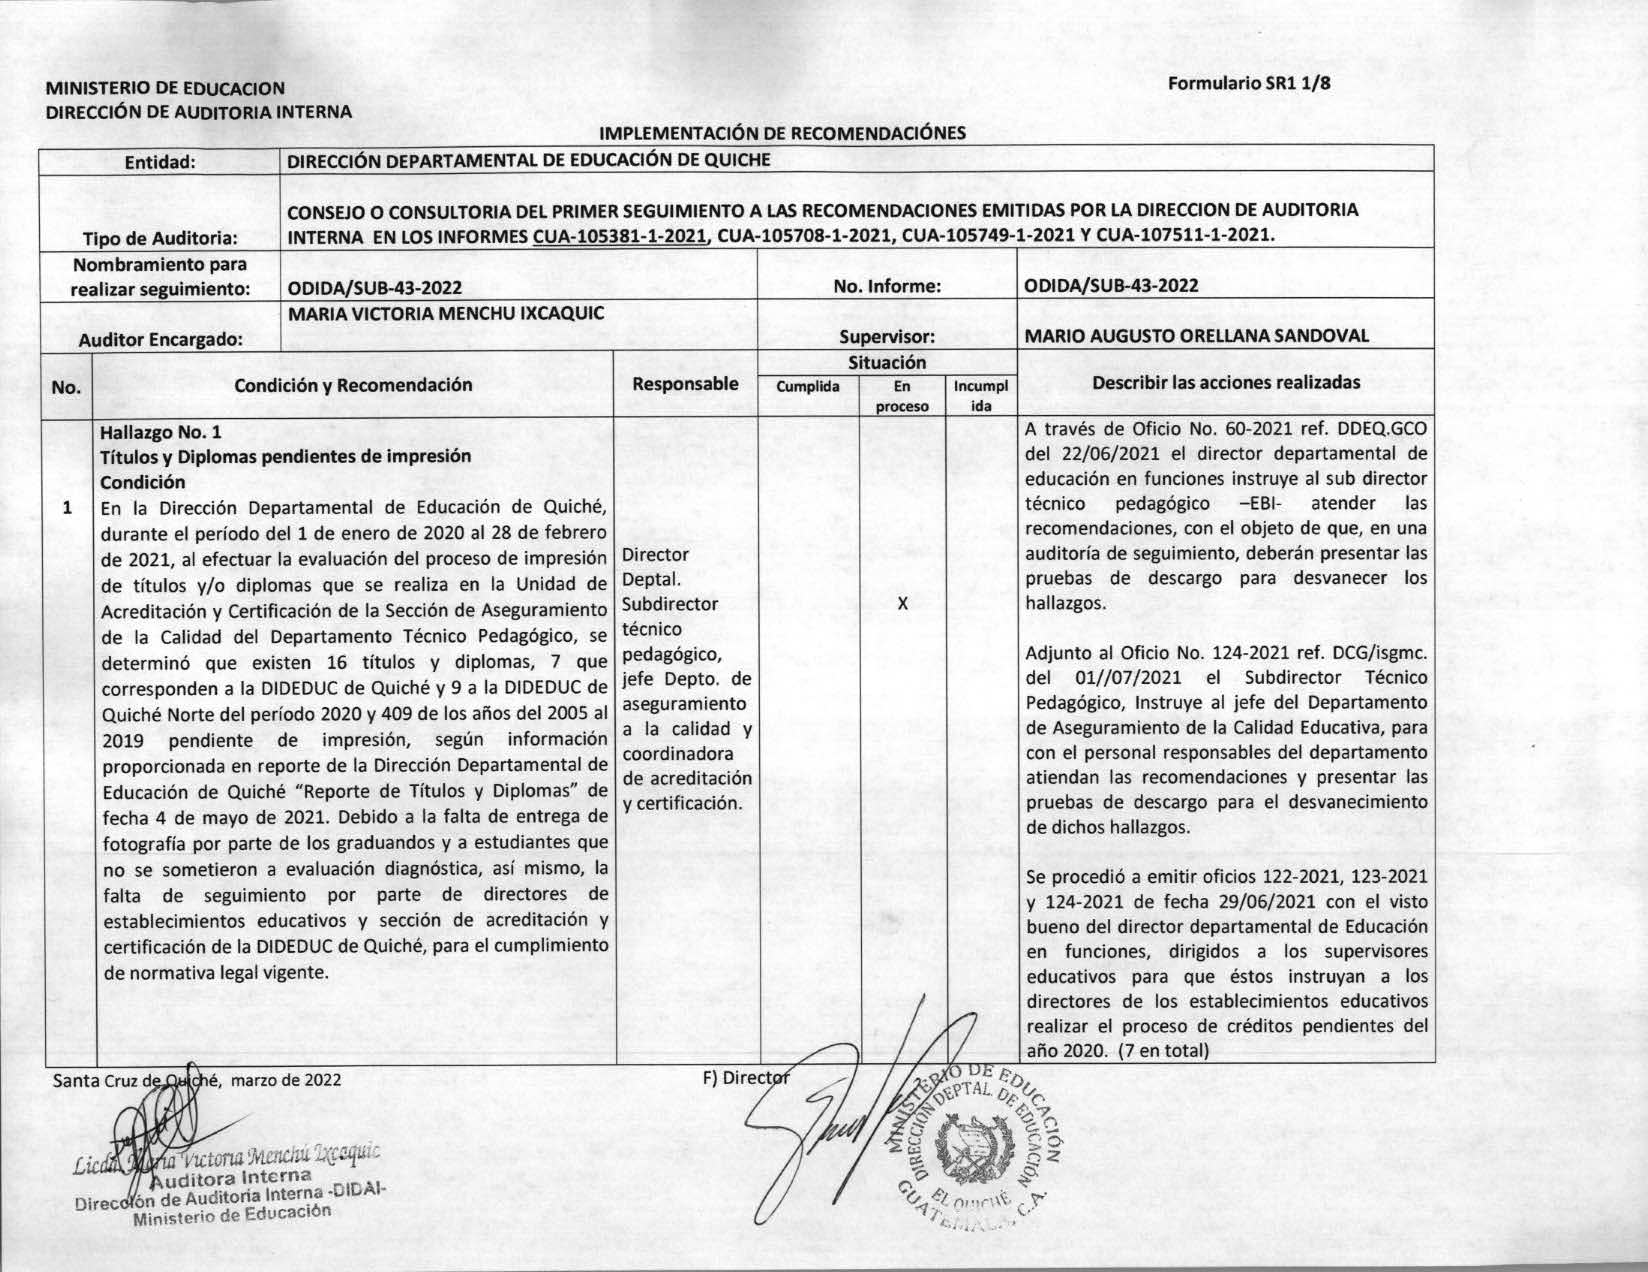 MINISTERIO DE EDUCACION
DIRECCIÓN DE AUDITORIA INTERNA
Formulario SR1 1/8
IMPLEMENTACIÓN DE RECOMENDACIÓNES
Entidad:
DIRECCIÓN DEPARTAMENTAL DE EDUCACIÓN DE QUICHE
Tipo de Auditoria:
CONSEJO O CONSULTORIA DEL PRIMER SEGUIMIENTO A LAS RECOMENDACIONES EMITIDAS POR LA DIRECCION DE AUDITORIA
INTERNA EN LOS INFORMES CUA-105381-1-2021, CUA-105708-1-2021, CUA-105749-1-2021 Y CUA-107511-1-2021.
Nombramiento para
realizar seguimiento:
ODIDA/SUB-43-2022
No. Informe:
ODIDA/SUB-43-2022
Auditor Encargado:
MARIA VICTORIA MENCHU IXCAQUIC
Supervisor:
MARIO AUGUSTO ORELLANA SANDOVAL
No.
Condición y Recomendación
Responsable
Situación
Cumplida
En
proceso
Incumpl
ida
Describir las acciones realizadas
1
Hallazgo No. 1
Títulos y Diplomas pendientes de impresión
Condición
En la Dirección Departamental de Educación de Quiché,
durante el período del 1 de enero de 2020 al 28 de febrero
de 2021, al efectuar la evaluación del proceso de impresión
de títulos y/o diplomas que se realiza en la Unidad de
Acreditación y Certificación de la Sección de Aseguramiento
de la Calidad del Departamento Técnico Pedagógico, se
determinó que existen 16 títulos y diplomas, 7 que
corresponden a la DIDEDUC de Quiché y 9 a la DIDEDUC de
Quiché Norte del período 2020 y 409 de los años del 2005 al
2019 pendiente de impresión, según información
proporcionada en reporte de la Dirección Departamental de
Educación de Quiché “Reporte de Títulos y Diplomas” de
fecha 4 de mayo de 2021. Debido a la falta de entrega de
fotografía por parte de los graduandos y a estudiantes que
no se sometieron a evaluación diagnóstica, así mismo, la
falta de seguimiento por parte de directores de
establecimientos educativos y sección de acreditación y
certificación de la DIDEDUC de Quiché, para el cumplimiento
de normativa legal vigente.
Director
Deptal.
Subdirector
técnico
pedagógico,
jefe Depto. de
aseguramiento
a la calidad y
coordinadora
de acreditación
y certificación.
X
A través de Oficio No. 60-2021 ref. DDEQ.GCO
del 22/06/2021 el director departamental de
educación en funciones instruye al sub director
técnico pedagógico –EBI- atender las
recomendaciones, con el objeto de que, en una
auditoría de seguimiento, deberán presentar las
pruebas de descargo para desvanecer los
hallazgos.
Adjunto al Oficio No. 124-2021 ref. DCG/isgmc.
del 01//07/2021 el Subdirector Técnico
Pedagógico, Instruye al jefe del Departamento
de Aseguramiento de la Calidad Educativa, para
con el personal responsables del departamento
atiendan las recomendaciones y presentar las
pruebas de descargo para el desvanecimiento
de dichos hallazgos.
Se procedió a emitir oficios 122-2021, 123-2021
y 124-2021 de fecha 29/06/2021 con el visto
bueno del director departamental de Educación
en funciones, dirigidos a los supervisores
educativos para que éstos instruyan a los
directores de los establecimientos educativos
realizar el proceso de créditos pendientes del
año 2020. (7 en total)
Santa Cruz de Quiché, marzo de 2022
F) Director
Licda. María Victoria Menchú Ixcaquic
Auditora Interna
Dirección de Auditoria Interna -DIDAI-
Ministerio de Educación
MINISTERIO DE EDUCACIÓN
DIRECCIÓN DEPTAL. DE EDUCACIÓN
EL QUICHÉ
GUATEMALA, C.A.